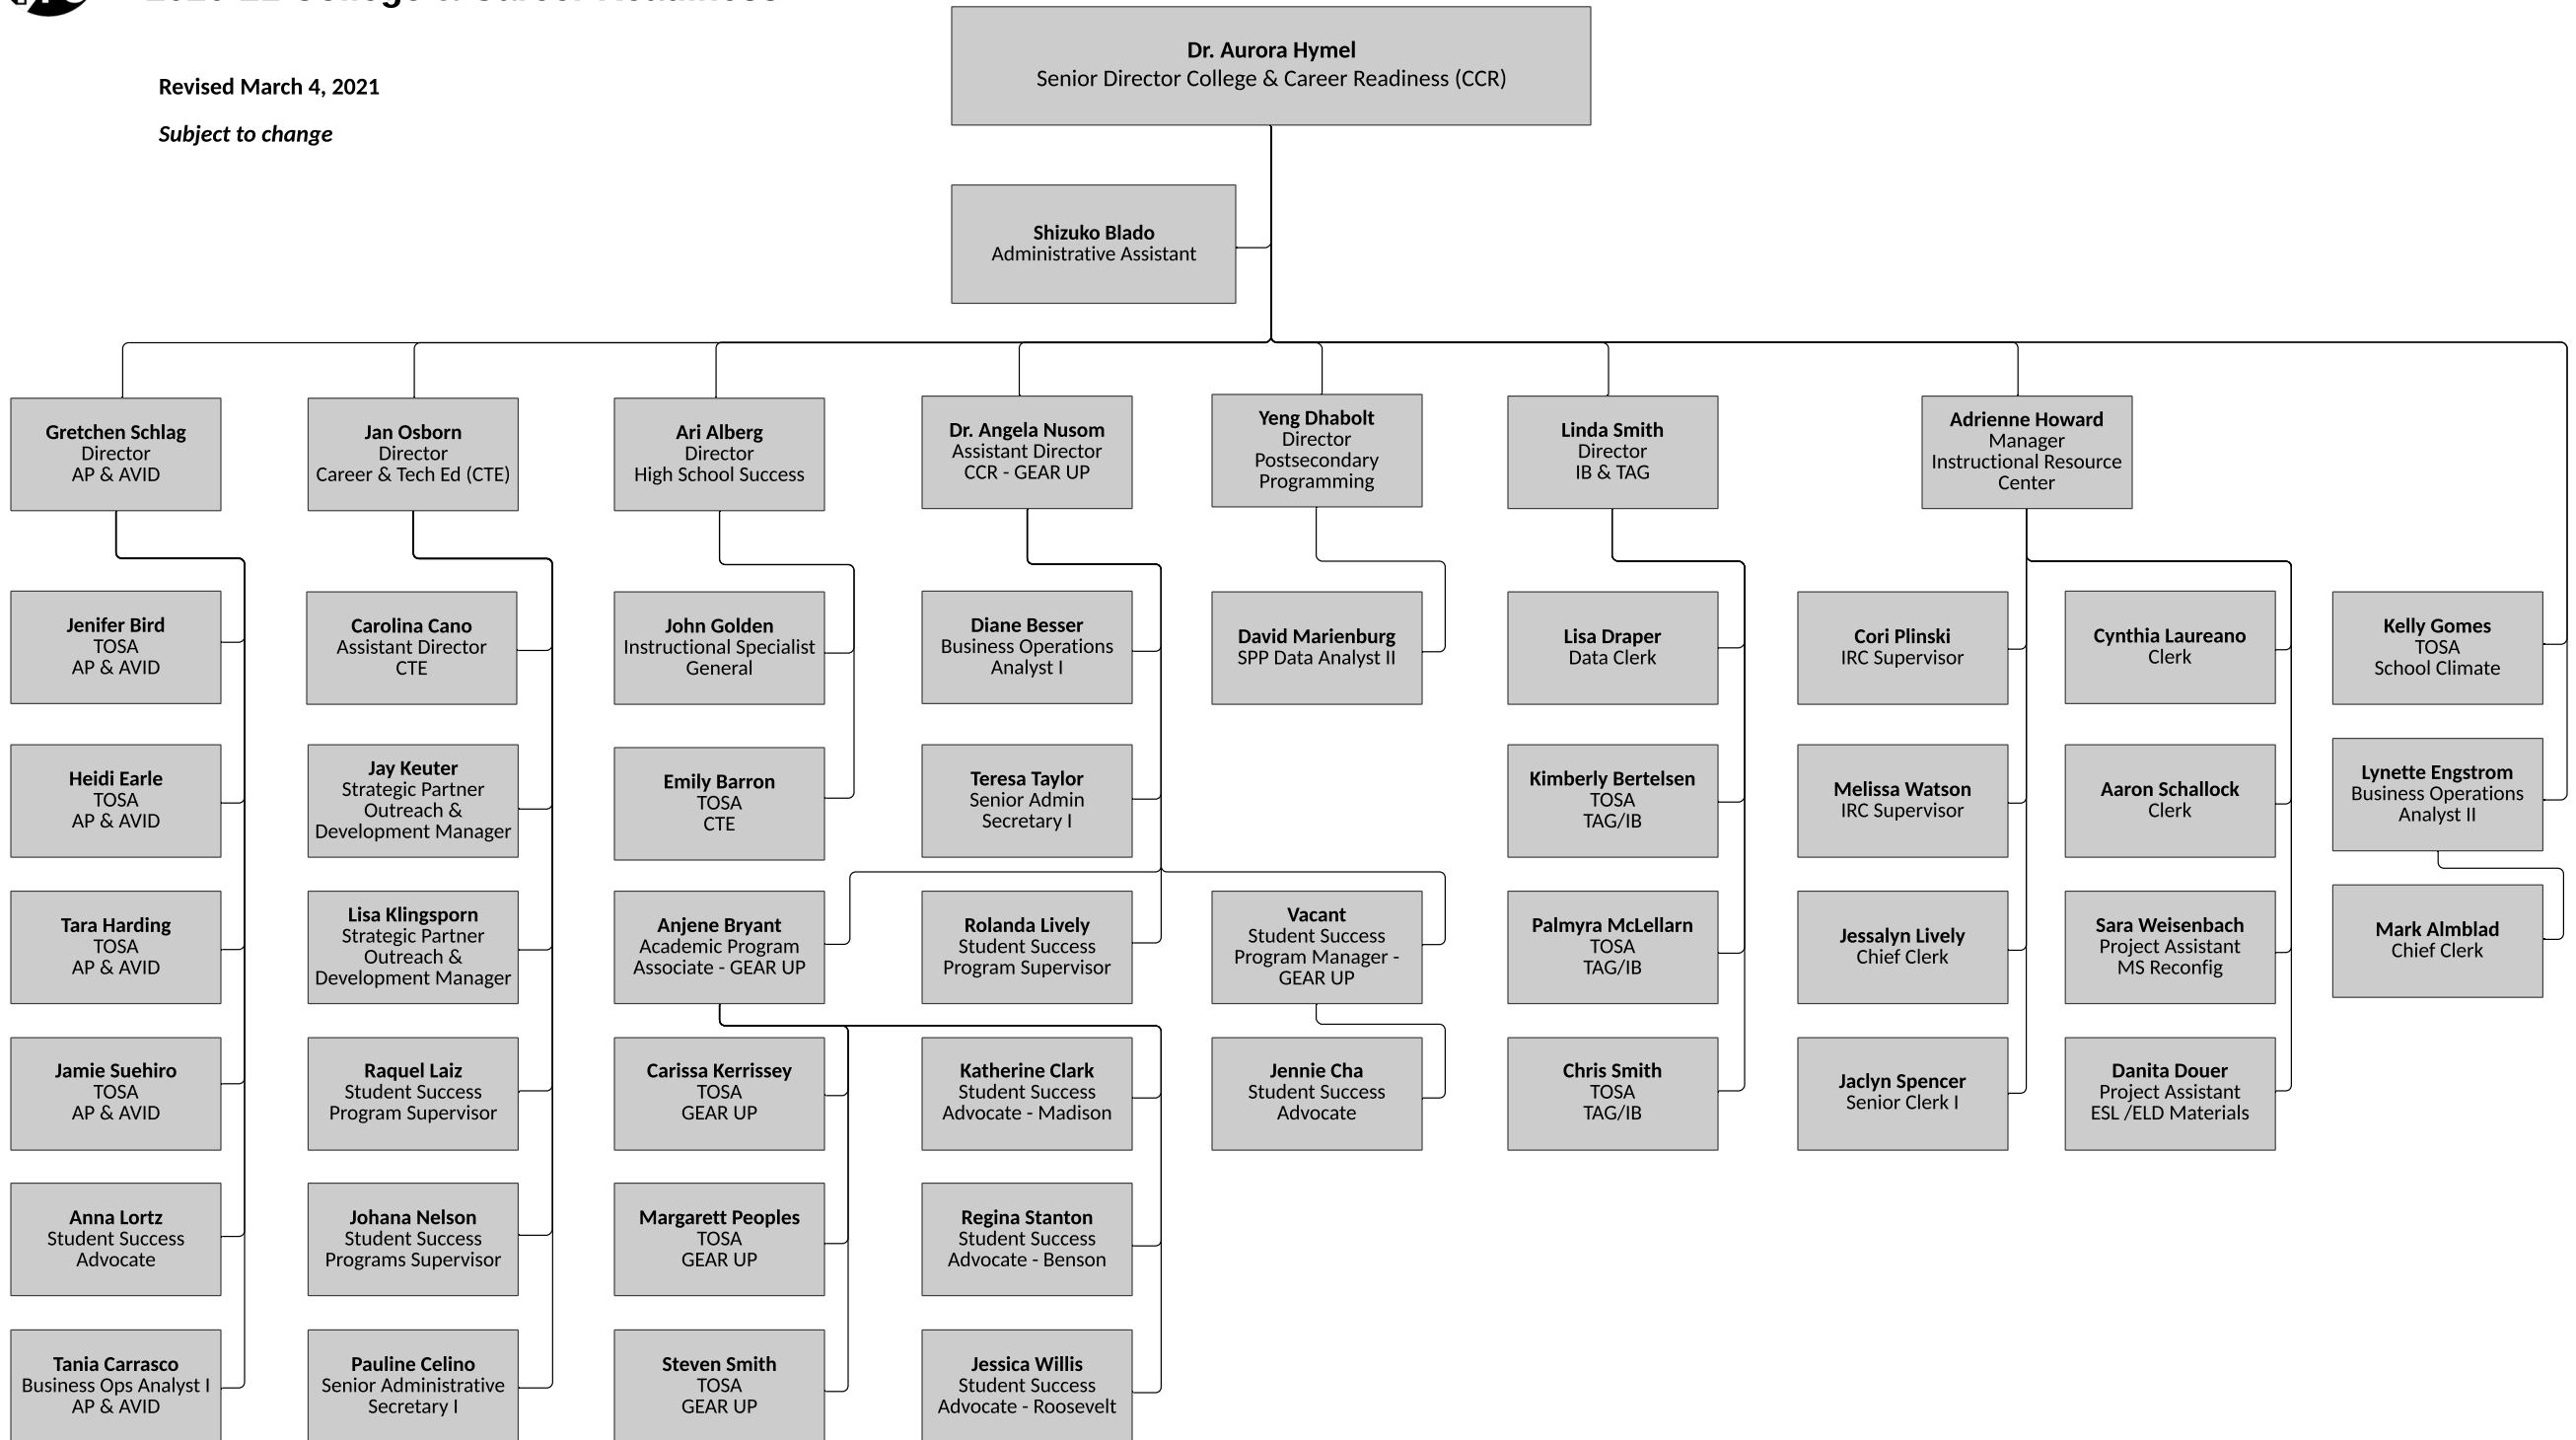 Dr. Aurora Hymel
Senior Director College & Career Readiness (CCR)
Revised March 4, 2021
Subject to change
Shizuko Blado
Administrative Assistant
Gretchen Schlag
Director
AP & AVID
Jan Osborn
Director
Career & Tech Ed (CTE)
Ari Alberg
Director
High School Success
Dr. Angela Nusom
Assistant Director
CCR - GEAR UP
Yeng Dhabolt
Director
Postsecondary
Programming
Linda Smith
Director
IB & TAG
Adrienne Howard
Manager
Instructional Resource
Center
Jenifer Bird
TOSA
AP & AVID
Carolina Cano
Assistant Director
CTE
John Golden
Instructional Specialist
General
Diane Besser
Business Operations
Analyst I
David Marienburg
SPP Data Analyst II
Lisa Draper
Data Clerk
Cori Plinski
IRC Supervisor
Cynthia Laureano
Clerk
Kelly Gomes
TOSA
School Climate
Heidi Earle
TOSA
AP & AVID
Jay Keuter
Strategic Partner
Outreach &
Development Manager
Emily Barron
TOSA
CTE
Teresa Taylor
Senior Admin
Secretary I
Kimberly Bertelsen
TOSA
TAG/IB
Melissa Watson
IRC Supervisor
Aaron Schallock
Clerk
Lynette Engstrom
Business Operations
Analyst II
Tara Harding
TOSA
AP & AVID
Lisa Klingsporn
Strategic Partner
Outreach &
Development Manager
Anjene Bryant
Academic Program
Associate - GEAR UP
Rolanda Lively
Student Success
Program Supervisor
Vacant
Student Success
Program Manager -
GEAR UP
Palmyra McLellarn
TOSA
TAG/IB
Jessalyn Lively
Chief Clerk
Sara Weisenbach
Project Assistant
MS Reconfig
Mark Almblad
Chief Clerk
Jamie Suehiro
TOSA
AP & AVID
Raquel Laiz
Student Success
Program Supervisor
Carissa Kerrissey
TOSA
GEAR UP
Katherine Clark
Student Success
Advocate - Madison
Jennie Cha
Student Success
Advocate
Chris Smith
TOSA
TAG/IB
Jaclyn Spencer
Senior Clerk I
Danita Douer
Project Assistant
ESL /ELD Materials
Anna Lortz
Student Success
Advocate
Johana Nelson
Student Success
Programs Supervisor
Margarett Peoples
TOSA
GEAR UP
Regina Stanton
Student Success
Advocate - Benson
Tania Carrasco
Business Ops Analyst I
AP & AVID
Pauline Celino
Senior Administrative
Secretary I
Steven Smith
TOSA
GEAR UP
Jessica Willis
Student Success
Advocate - Roosevelt